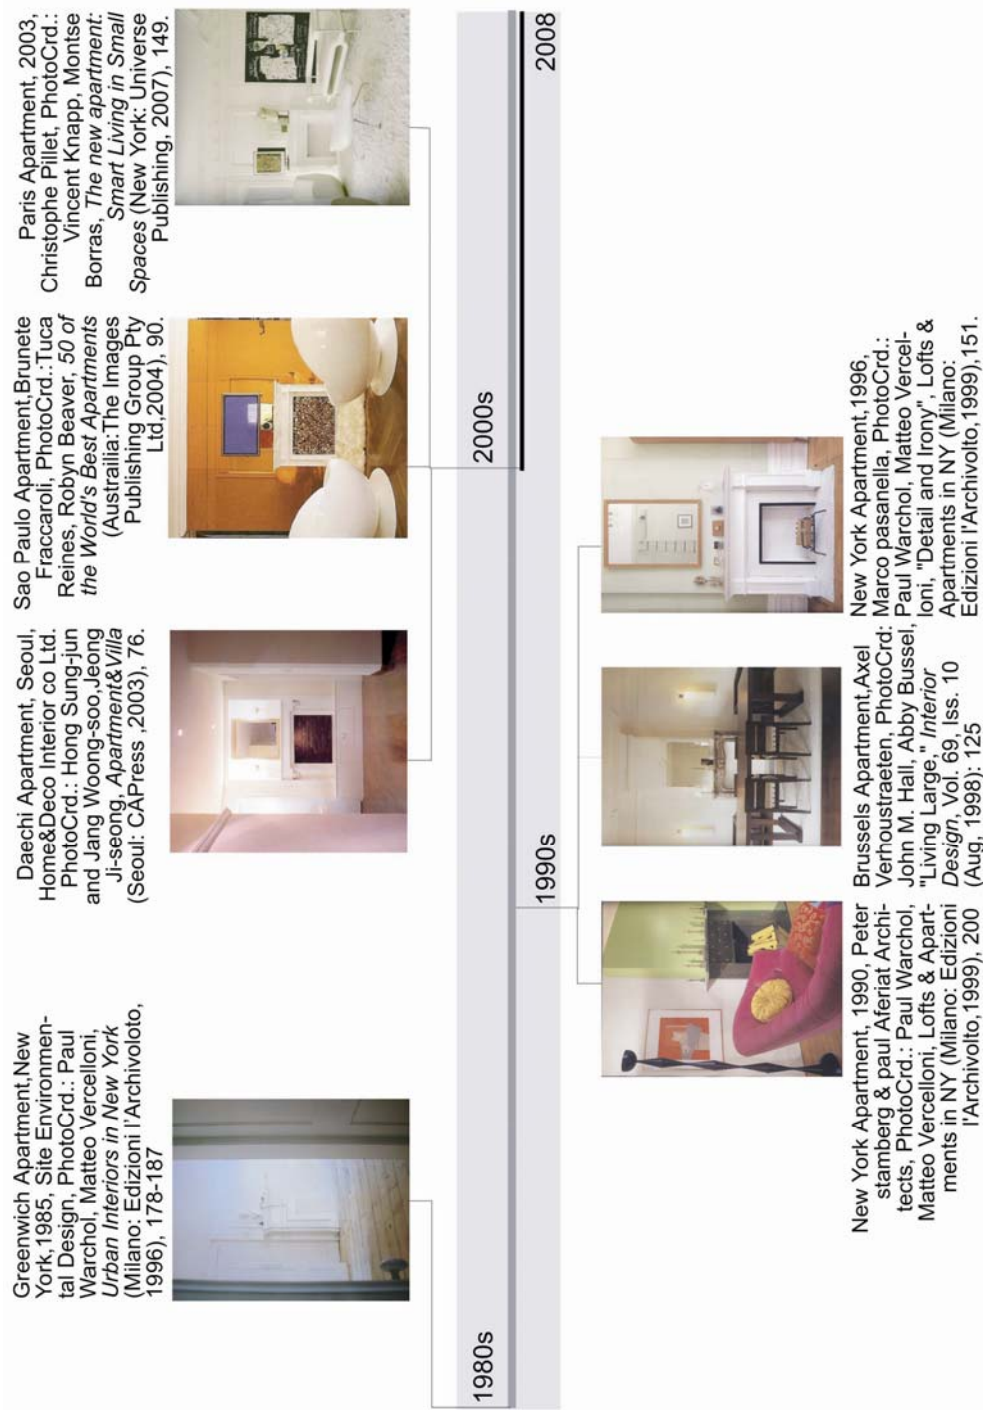 Greenwich Apartment,New
York,1985, Site Environmen-
tal Design, PhotoCrd.: Paul
Warchol, Matteo Vercelloni,
Urban Interiors in New York
(Milano: Edizioni l'Archivoloto,
1996), 178-187
Daechi Apartment, Seoul,
Home&Deco Interior co Ltd.
PhotoCrd.: Hong Sung-jun
and Jang Woong-soo,Jeong
Ji-seong, Apartment&Villa
(Seoul: CAPress ,2003), 76.
Sao Paulo Apartment,Brunete
Fraccaroli, PhotoCrd.:Tuca
Reines, Robyn Beaver, 50 of
the World's Best Apartments
(Austrailia:The Images
Publishing Group Pty
Ltd,2004), 90.
Paris Apartment, 2003,
Christophe Pillet, PhotoCrd.:
Vincent Knapp, Montse
Borras, The new apartment:
Smart Living in Small
Spaces (New York: Universe
Publishing, 2007), 149.
1980s
1990s
2000s
2008
New York Apartment, 1990, Peter
stamberg & paul Aferiat Archi-
tects, PhotoCrd.: Paul Warchol,
Matteo Vercelloni, Lofts & Apart-
ments in NY (Milano: Edizioni
l'Archivolto,1999), 200
Brussels Apartment,Axel
Verhoustraeten, PhotoCrd:
John M. Hall, Abby Bussel,
"Living Large," Interior
Design, Vol. 69, Iss. 10
(Aug, 1998): 125
New York Apartment,1996,
Marco pasanella, PhotoCrd.:
Paul Warchol, Matteo Vercel-
loni, "Detail and Irony", Lofts &
Apartments in NY (Milano:
Edizioni l'Archivolto,1999),151.